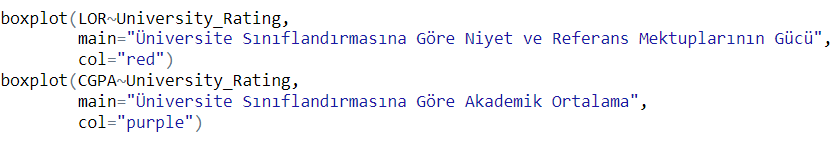 boxplot(LOR~University_Rating,
        main="Üniversite Sınıflandırmasına Göre Niyet ve Referans Mektuplarının Gücü",
        col="red")
boxplot(CGPA~University_Rating,
        main="Üniversite Sınıflandırmasına Göre Akademik Ortalama",
        col="purple")